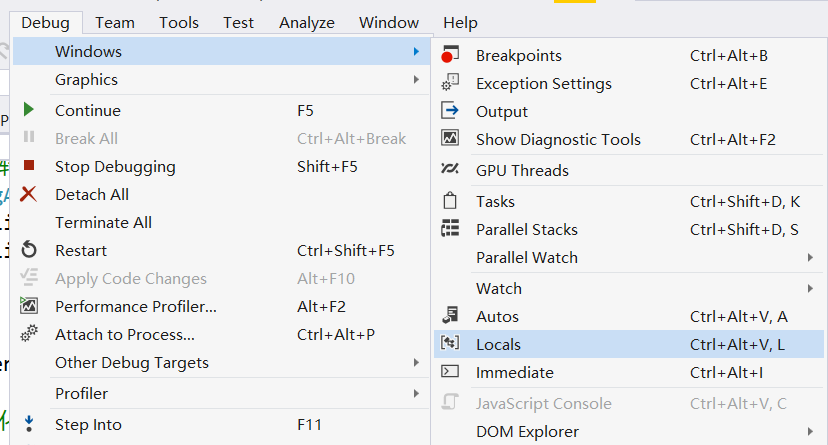 Debug Team Tools Test Analyze Window Help
Windows
Graphics
Continue F5
Break All Ctrl+Alt+Break
Stop Debugging Shift+F5
Detach All
Terminate All
Restart Ctrl+Shift+F5
Apply Code Changes Alt+F10
Performance Profiler... Alt+F2
Attach to Process... Ctrl+Alt+P
Other Debug Targets
Profiler
Step Into F11
Breakpoints Ctrl+Alt+B
Exception Settings Ctrl+Alt+E
Output
Show Diagnostic Tools Ctrl+Alt+F2
GPU Threads
Tasks Ctrl+Shift+D, K
Parallel Stacks Ctrl+Shift+D, S
Parallel Watch
Watch
Autos Ctrl+Alt+V, A
Locals Ctrl+Alt+V, L
Immediate Ctrl+Alt+I
JavaScript Console Ctrl+Alt+V, C
DOM Explorer